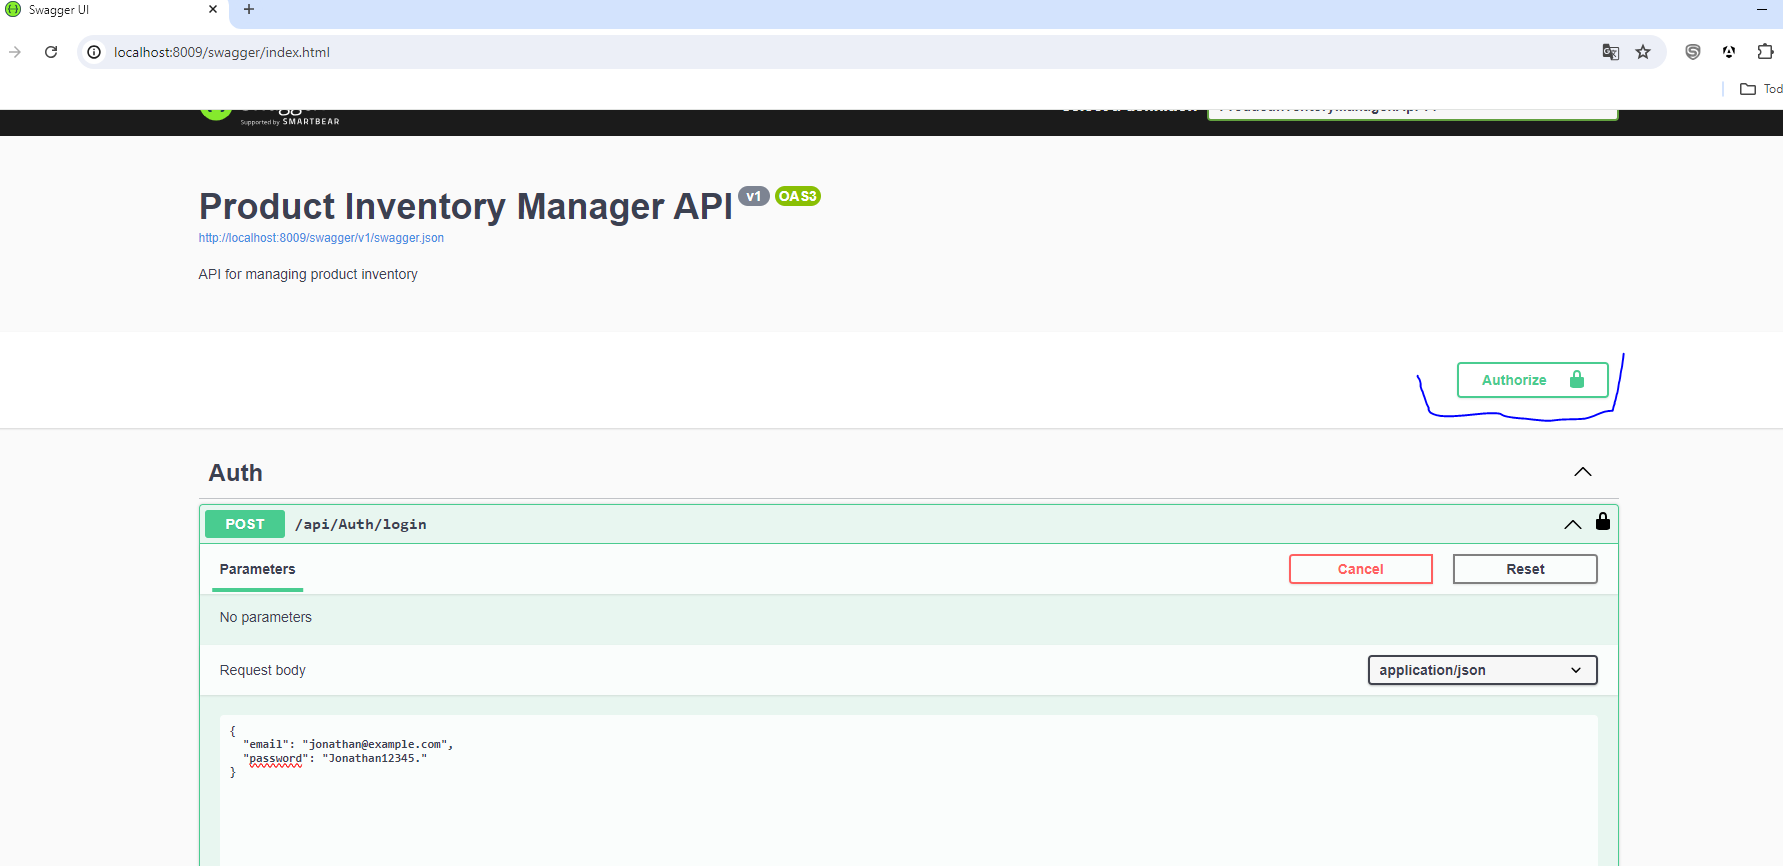 Swagger UI
localhost:8009/swagger/index.html
Tod
Supported by SMARTBEAR
Product Inventory Manager API v1 OAS3
http://localhost:8009/swagger/v1/swagger.json
API for managing product inventory
Authorize
Auth
POST /api/Auth/login
Parameters
Cancel Reset
No parameters
Request body
application/json
{
"email": "jonathan@example.com",
"password": "Jonathan12345."
}